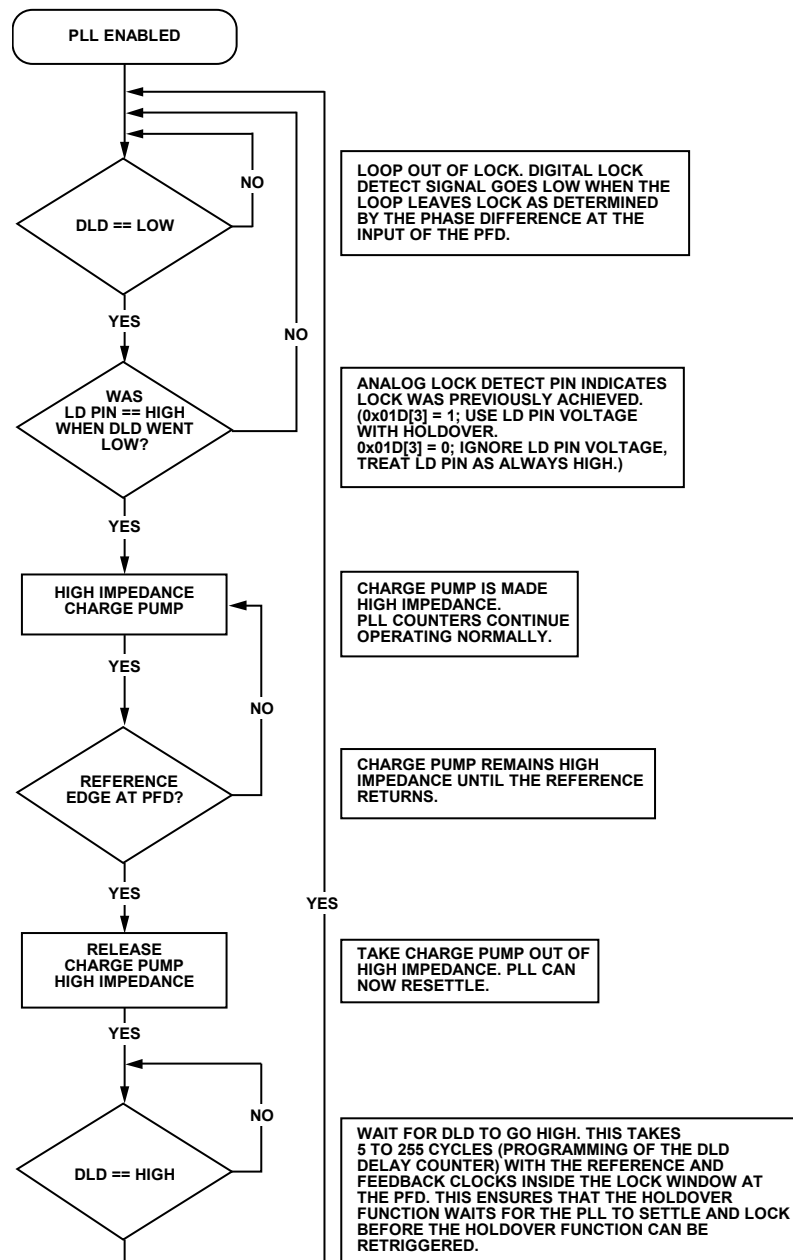 PLL ENABLED
NO
DLD == LOW
LOOP OUT OF LOCK. DIGITAL LOCK
DETECT SIGNAL GOES LOW WHEN THE
LOOP LEAVES LOCK AS DETERMINED
BY THE PHASE DIFFERENCE AT THE
INPUT OF THE PFD.
YES
NO
WAS
LD PIN == HIGH
WHEN DLD WENT
LOW?
ANALOG LOCK DETECT PIN INDICATES
LOCK WAS PREVIOUSLY ACHIEVED.
(0x01D[3] = 1; USE LD PIN VOLTAGE
WITH HOLDOVER.
0x01D[3] = 0; IGNORE LD PIN VOLTAGE,
TREAT LD PIN AS ALWAYS HIGH.)
YES
HIGH IMPEDANCE
CHARGE PUMP
CHARGE PUMP IS MADE
HIGH IMPEDANCE.
PLL COUNTERS CONTINUE
OPERATING NORMALLY.
YES
NO
REFERENCE
EDGE AT PFD?
CHARGE PUMP REMAINS HIGH
IMPEDANCE UNTIL THE REFERENCE
RETURNS.
YES
YES
RELEASE
CHARGE PUMP
HIGH IMPEDANCE
TAKE CHARGE PUMP OUT OF
HIGH IMPEDANCE. PLL CAN
NOW RESETTLE.
YES
NO
DLD == HIGH
WAIT FOR DLD TO GO HIGH. THIS TAKES
5 TO 255 CYCLES (PROGRAMMING OF THE DLD
DELAY COUNTER) WITH THE REFERENCE AND
FEEDBACK CLOCKS INSIDE THE LOCK WINDOW AT
THE PFD. THIS ENSURES THAT THE HOLDOVER
FUNCTION WAITS FOR THE PLL TO SETTLE AND LOCK
BEFORE THE HOLDOVER FUNCTION CAN BE
RETRIGGERED.